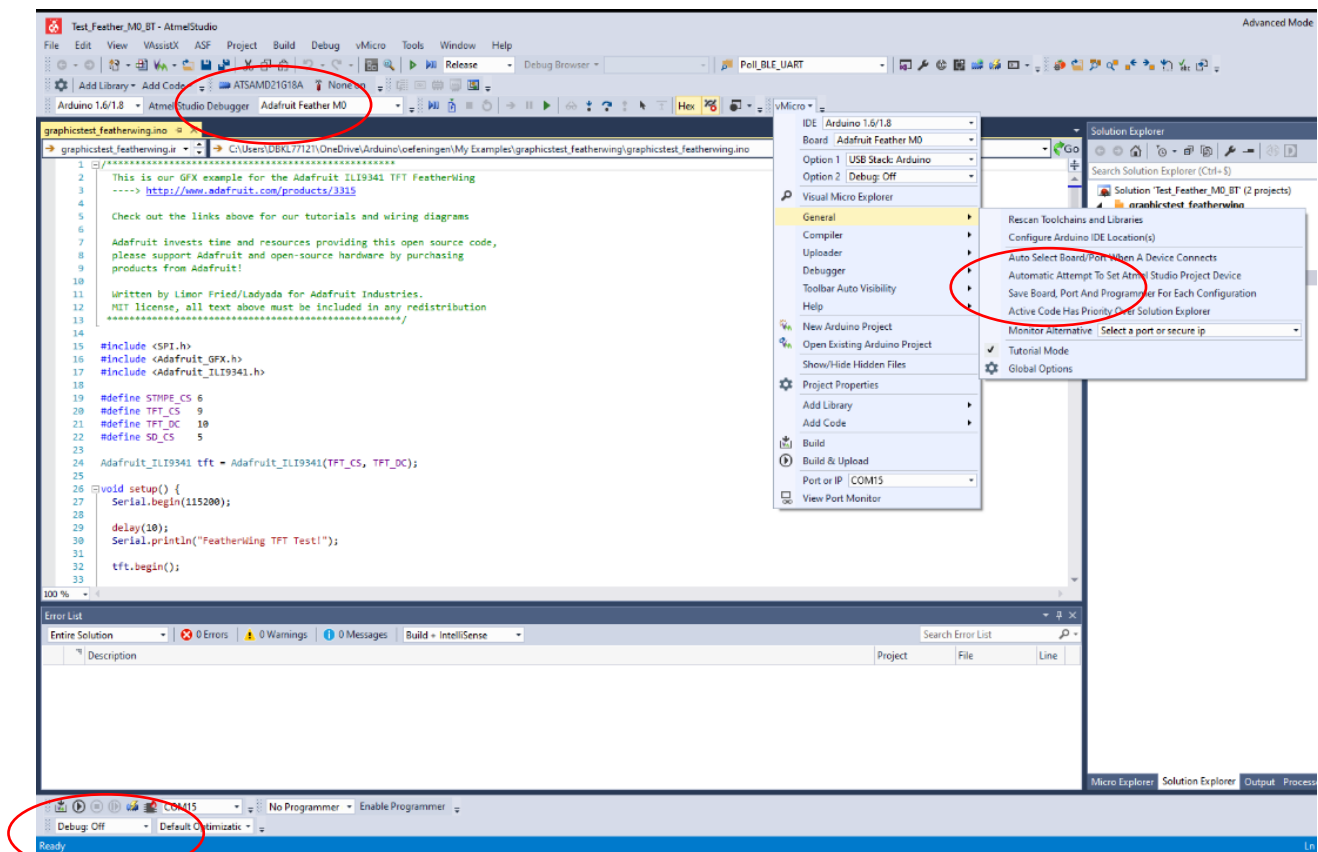 Test_Feather_M0_BT - AtmelStudio
Advanced Mode
File Edit View VAssistX ASF Project Build Debug vMicro Tools Window Help
Release Debug Browser Poll_BLE_UART
Add Library Add Code ATSAMD21G18A None on
Arduino 1.6/1.8 Atmel Studio Debugger Adafruit Feather M0 Hex vMicro
graphicstest_featherwing.ino
graphicstest_featherwing.ir C:\Users\DBKL77121\OneDrive\Arduino\oefeningen\My Examples\graphicstest_featherwing\graphicstest_featherwing.ino Go
1 /****************************************************
2 This is our GFX example for the Adafruit ILI9341 TFT FeatherWing
3 ----> http://www.adafruit.com/products/3315
4
5 Check out the links above for our tutorials and wiring diagrams
6
7 Adafruit invests time and resources providing this open source code,
8 please support Adafruit and open-source hardware by purchasing
9 products from Adafruit!
10
11 Written by Limor Fried/Ladyada for Adafruit Industries.
12 MIT license, all text above must be included in any redistribution
13 ****************************************************/
14
15 #include <SPI.h>
16 #include <Adafruit_GFX.h>
17 #include <Adafruit_ILI9341.h>
18
19 #define STMPE_CS 6
20 #define TFT_CS 9
21 #define TFT_DC 10
22 #define SD_CS 5
23
24 Adafruit_ILI9341 tft = Adafruit_ILI9341(TFT_CS, TFT_DC);
25
26 void setup() {
27 Serial.begin(115200);
28
29 delay(10);
30 Serial.println("FeatherWing TFT Test!");
31
32 tft.begin();
33
100 %
IDE Arduino 1.6/1.8
Board Adafruit Feather M0
Option 1 USB Stack: Arduino
Option 2 Debug: Off
Visual Micro Explorer
General
Compiler
Uploader
Debugger
Toolbar Auto Visibility
Help
New Arduino Project
Open Existing Arduino Project
Show/Hide Hidden Files
Project Properties
Add Library
Add Code
Build
Build & Upload
Port or IP COM15
View Port Monitor
Rescan Toolchains and Libraries
Configure Arduino IDE Location(s)
Auto Select Board/Port When A Device Connects
Automatic Attempt To Set Atmel Studio Project Device
Save Board, Port And Programmer For Each Configuration
Active Code Has Priority Over Solution Explorer
Monitor Alternative Select a port or secure ip
Tutorial Mode
Global Options
Solution Explorer
Search Solution Explorer (Ctrl+$)
Solution 'Test_Feather_M0_BT' (2 projects)
graphicstest_featherwing
Error List
Entire Solution 0 Errors 0 Warnings 0 Messages Build + IntelliSense Search Error List
Description Project File Line
Micro Explorer Solution Explorer Output Processe
COM15 No Programmer Enable Programmer
Debug: Off Default Optimizatic
Ready Ln